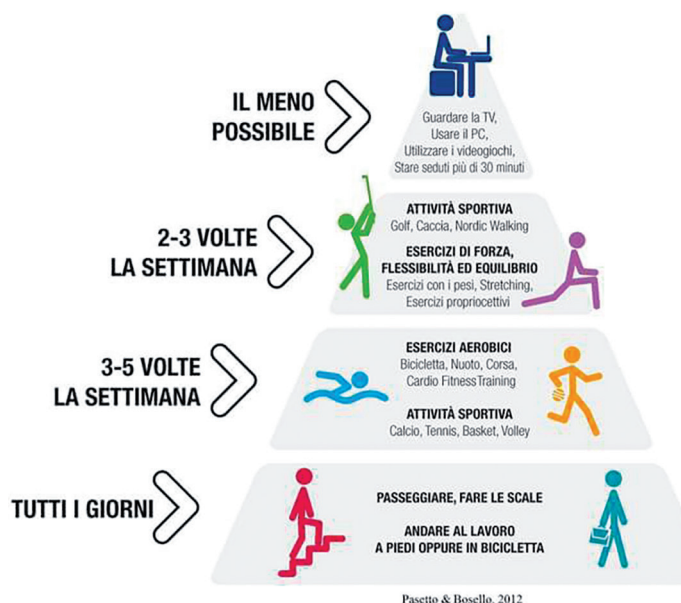 IL MENO
POSSIBILE
Guardare la TV,
Usare il PC,
Utilizzare i videogiochi,
Stare seduti più di 30 minuti
2-3 VOLTE
LA SETTIMANA
ATTIVITÀ SPORTIVA
Golf, Caccia, Nordic Walking
ESERCIZI DI FORZA,
FLESSIBILITÀ ED EQUILIBRIO
Esercizi con i pesi, Stretching,
Esercizi propriocettivi
3-5 VOLTE
LA SETTIMANA
ESERCIZI AEROBICI
Bicicletta, Nuoto, Corsa,
Cardio FitnessTraining
ATTIVITÀ SPORTIVA
Calcio, Tennis, Basket, Volley
TUTTI I GIORNI
PASSEGGIARE, FARE LE SCALE
ANDARE AL LAVORO
A PIEDI OPPURE IN BICICLETTA
Pasetto & Bosello, 2012